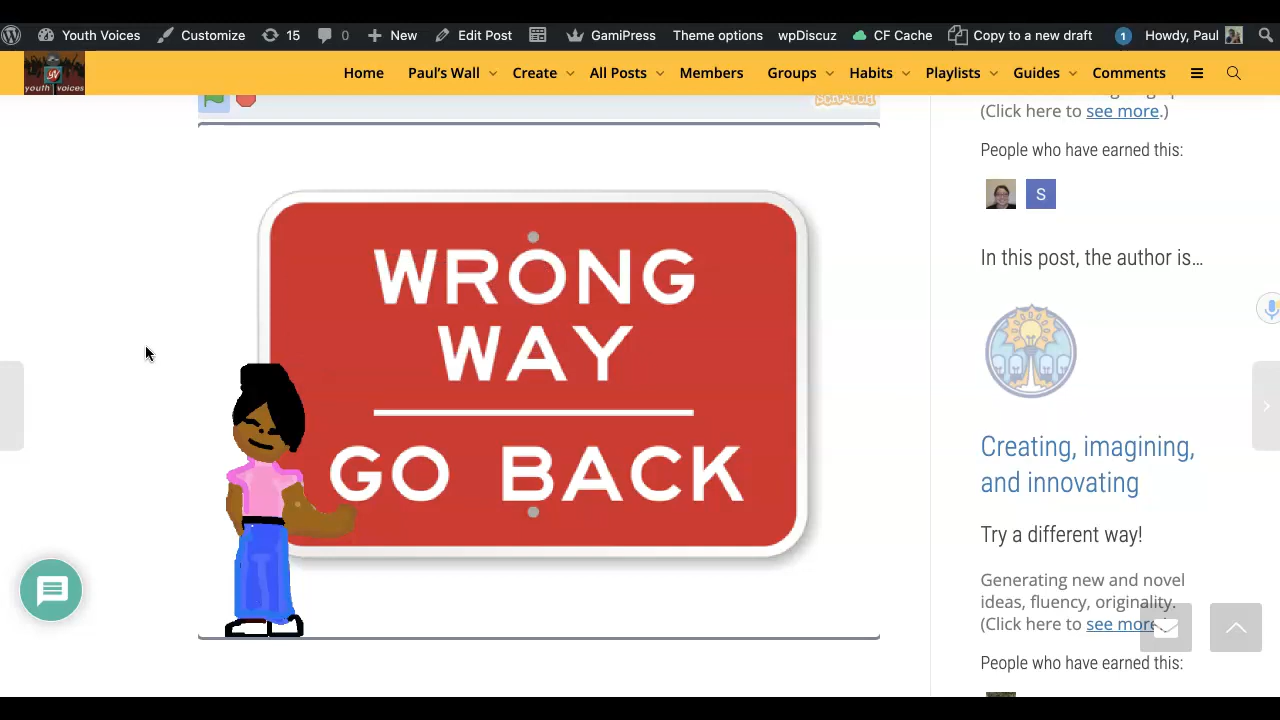 Youth Voices Customize 15 0 New Edit Post GamiPress Theme options wpDiscuz CF Cache Copy to a new draft 1 Howdy, Paul
youth voices
Home Paul's Wall Create All Posts Members Groups Habits Playlists Guides Comments
SCRATCH
(Click here to see more.)
People who have earned this:
S
In this post, the author is...
WRONG
WAY
GO BACK
Creating, imagining,
and innovating
Try a different way!
Generating new and novel
ideas, fluency, originality.
(Click here to see more.)
People who have earned this: